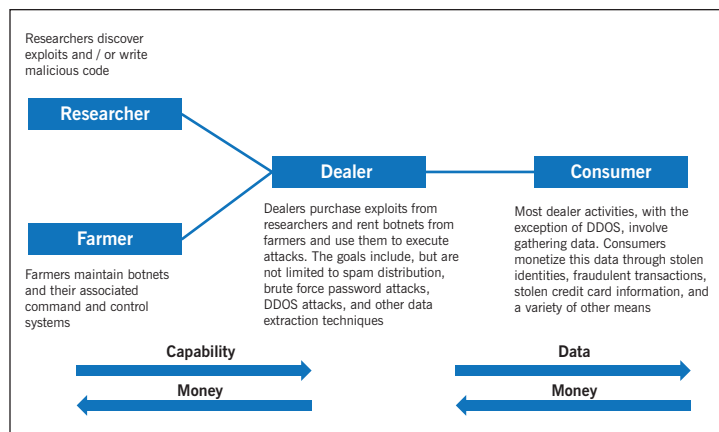 Researchers discover
exploits and / or write
malicious code
Researcher
Dealer
Consumer
Farmer
Farmers maintain botnets
and their associated
command and control
systems
Dealers purchase exploits from
researchers and rent botnets from
farmers and use them to execute
attacks. The goals include, but are
not limited to spam distribution,
brute force password attacks,
DDOS attacks, and other data
extraction techniques
Most dealer activities, with the
exception of DDOS, involve
gathering data. Consumers
monetize this data through stolen
identities, fraudulent transactions,
stolen credit card information, and
a variety of other means
Capability
Money
Data
Money